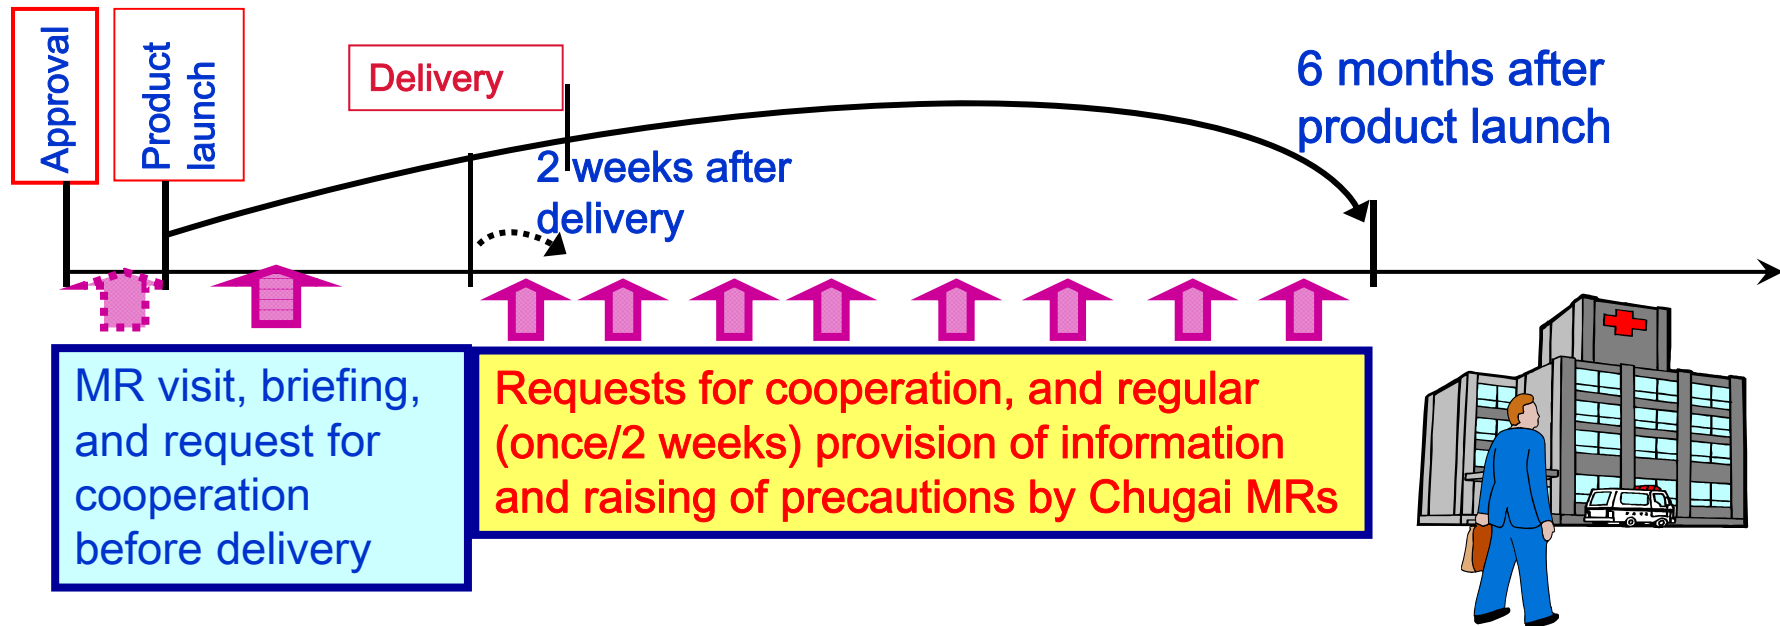 Approval
Product
launch
Delivery
2 weeks after
delivery
6 months after
product launch
MR visit, briefing,
and request for
cooperation
before delivery
Requests for cooperation, and regular
(once/2 weeks) provision of information
and raising of precautions by Chugai MRs